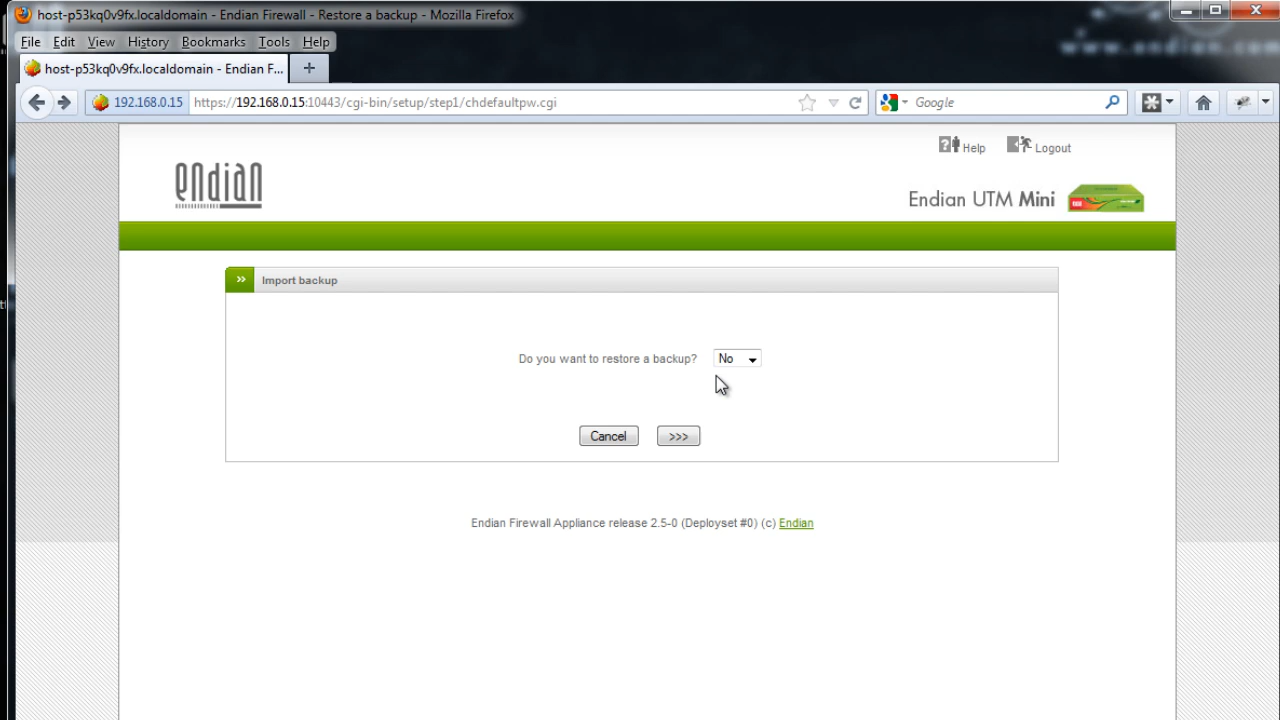 host-p53kq0v9fx.localdomain - Endian Firewall - Restore a backup - Mozilla Firefox
www.endian.com
File Edit View History Bookmarks Tools Help
host-p53kq0v9fx.localdomain - Endian F...
192.168.0.15 https://192.168.0.15:10443/cgi-bin/setup/step1/chdefaultpw.cgi Google
Help Logout
endian
Endian UTM Mini
>> Import backup
Do you want to restore a backup? No
Cancel >>>
Endian Firewall Appliance release 2.5-0 (Deployset #0) (c) Endian